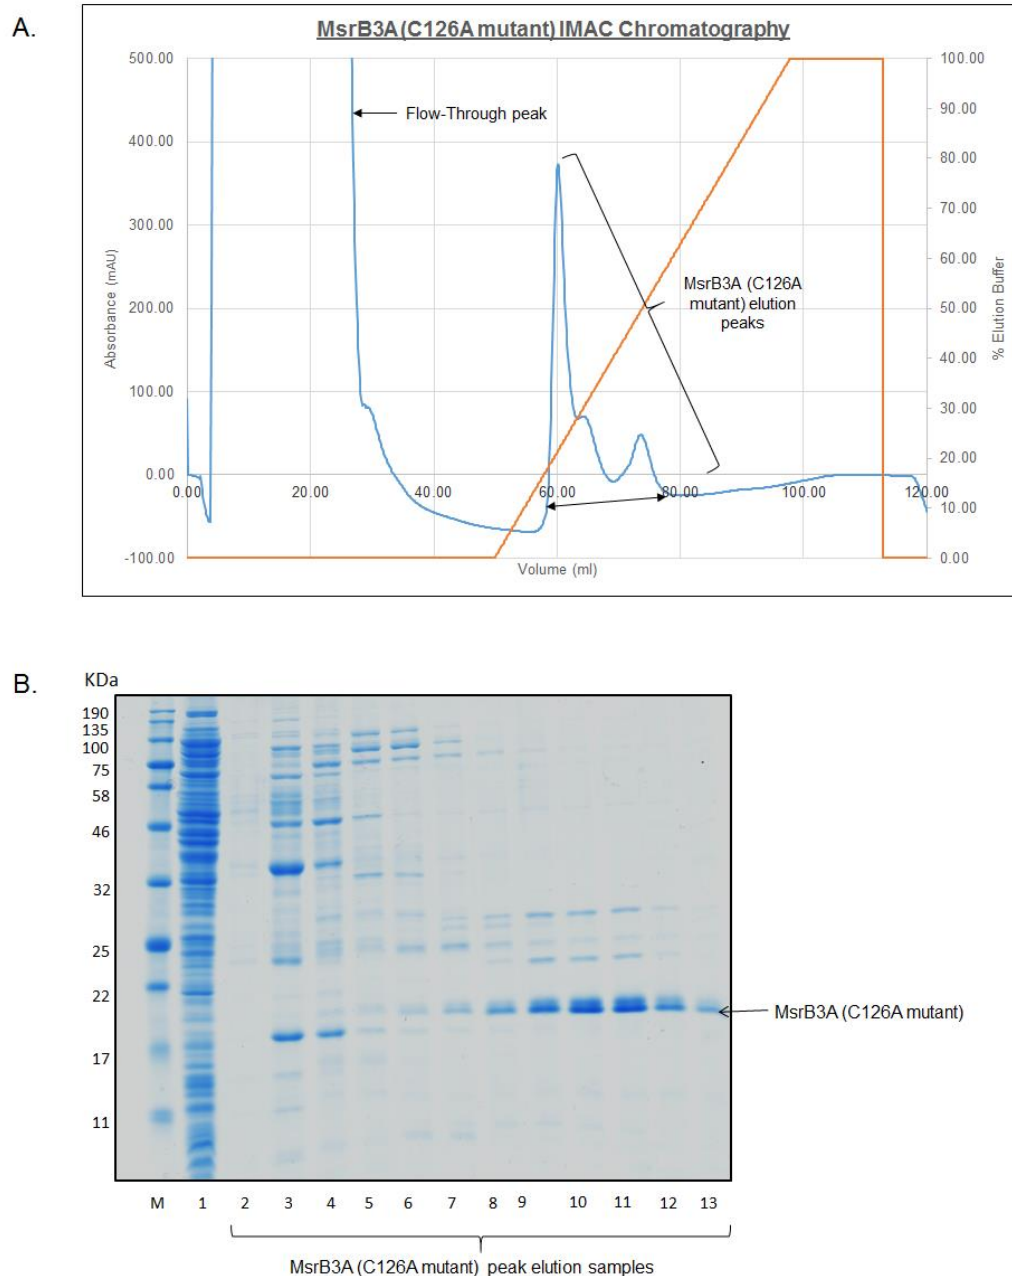 A.
MsrB3A (C126A mutant) IMAC Chromatography
500.00
400.00
300.00
200.00
100.00
0.00
-100.00
Absorbance (mAU)
Flow-Through peak
MsrB3A (C126A
mutant) elution
peaks
100.00
90.00
80.00
70.00
60.00
50.00
40.00
30.00
20.00
10.00
0.00
% Elution Buffer
0.00 20.00 40.00 60.00 80.00 100.00 120.00
Volume (ml)
B.
KDa
190
135
100
75
58
46
32
25
22
17
11
MsrB3A (C126A mutant)
M 1 2 3 4 5 6 7 8 9 10 11 12 13
MsrB3A (C126A mutant) peak elution samples